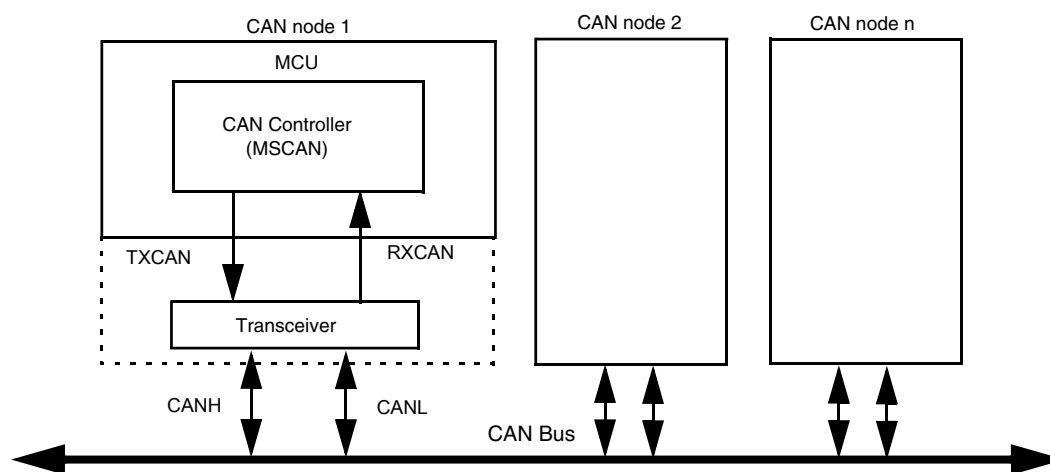 CAN node 1
CAN node 2
CAN node n
MCU
CAN Controller
(MSCAN)
TXCAN
RXCAN
Transceiver
CANH
CANL
CAN Bus